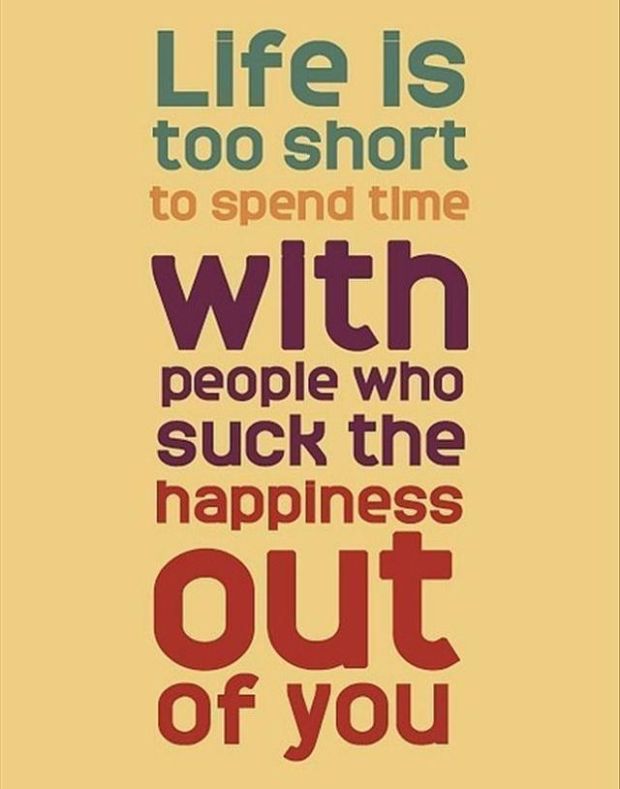 Life is
too short
to spend time
with
people who
suck the
happiness
out
of you